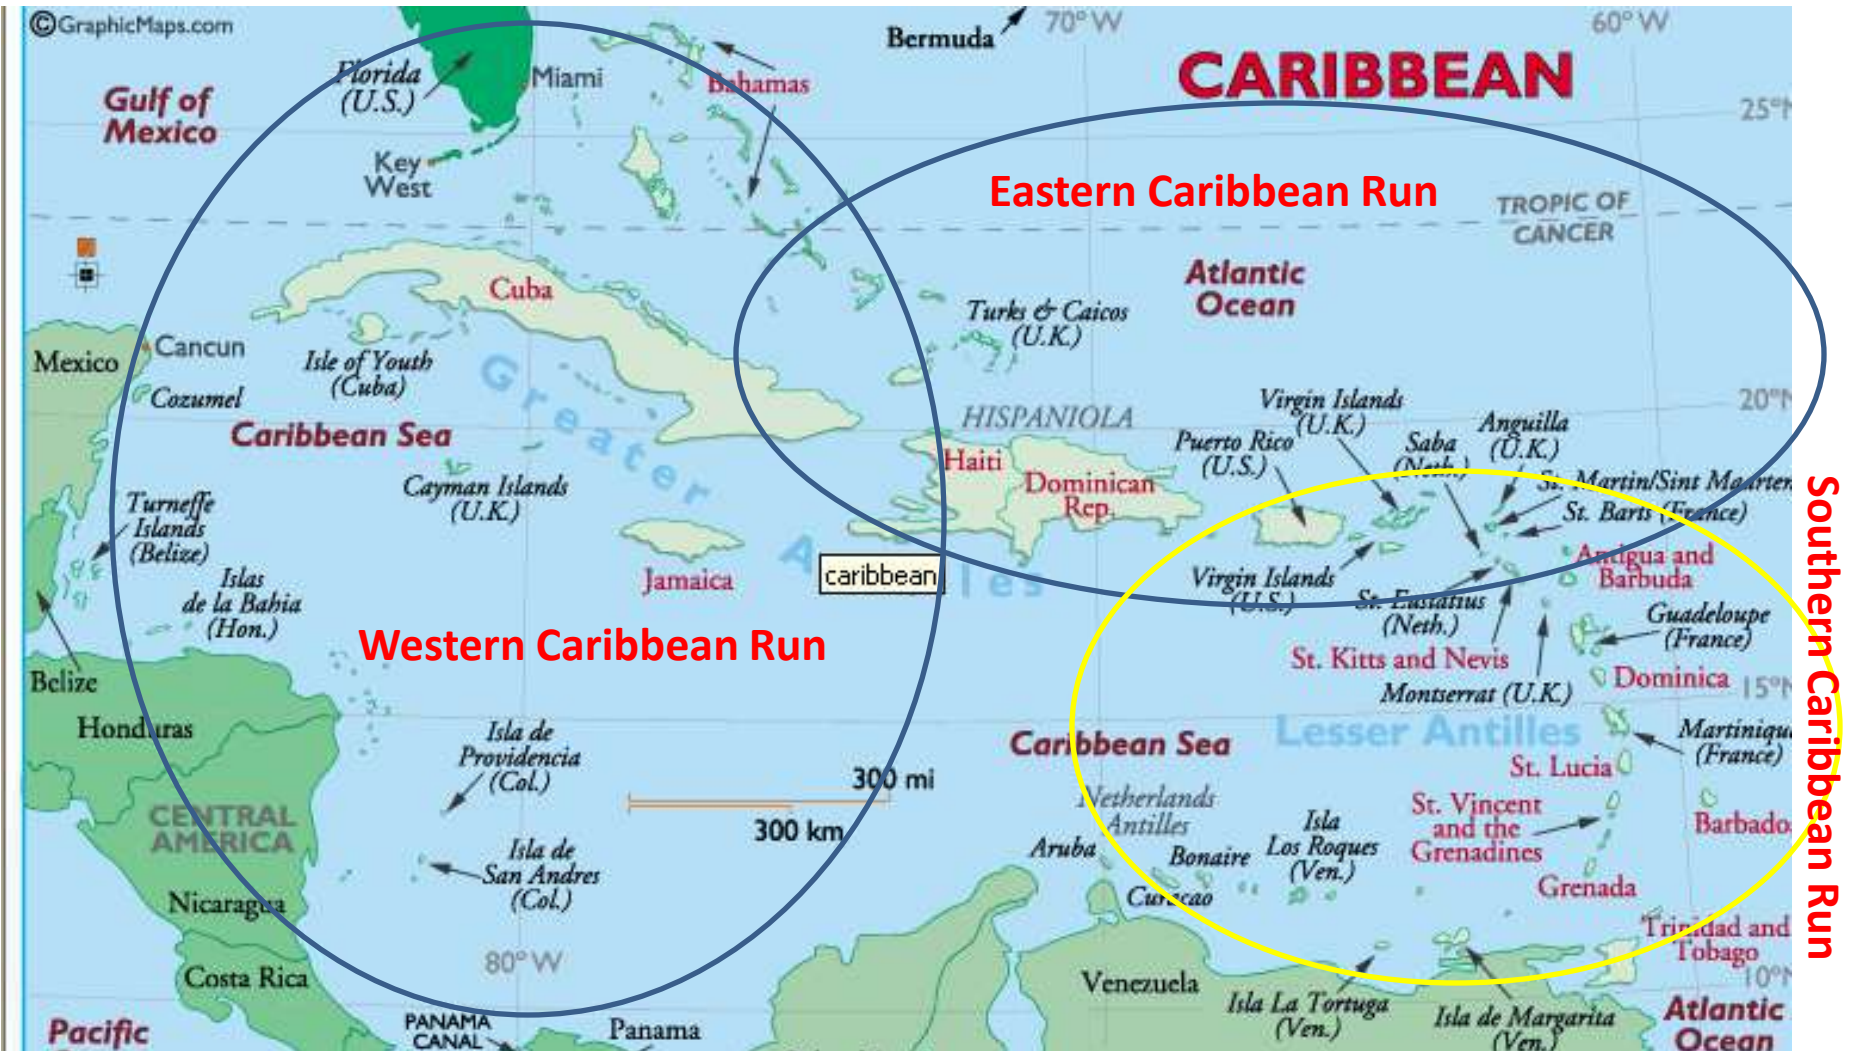 ©GraphicMaps.com
Bermuda
70° W
60° W
CARIBBEAN
Florida
(U.S.)
Miami
Bahamas
Gulf of
Mexico
25°N
Key
West
Eastern Caribbean Run
TROPIC OF
CANCER
Atlantic
Ocean
Cuba
Turks & Caicos
(U.K.)
Mexico
Cancun
Isle of Youth
(Cuba)
Cozumel
Greater
20°N
Virgin Islands
(U.K.)
HISPANIOLA
Anguilla
(U.K.)
Caribbean Sea
Puerto Rico
(U.S.)
Saba
(Neth.)
Haiti
Dominican
Rep.
St. Martin/Sint Maarten
St. Barts (France)
Cayman Islands
(U.K.)
Turneffe
Islands
(Belize)
Antilles
caribbean
Jamaica
Virgin Islands
(U.S.)
Antigua and
Barbuda
Islas
de la Bahia
(Hon.)
St. Eustatius
(Neth.)
Guadeloupe
(France)
Western Caribbean Run
St. Kitts and Nevis
Montserrat (U.K.)
Dominica
15°N
Belize
Honduras
Isla de
Providencia
(Col.)
Caribbean Sea
Lesser Antilles
Martinique
(France)
St. Lucia
300 mi
300 km
Netherlands
Antilles
St. Vincent
and the
Grenadines
Barbado
CENTRAL
AMERICA
Isla de
San Andres
(Col.)
Aruba
Bonaire
Curacao
Isla
Los Roques
(Ven.)
Grenada
Nicaragua
Trinidad and
Tobago
10°N
80° W
Costa Rica
Venezuela
Isla La Tortuga
(Ven.)
Isla de Margarita
(Ven.)
Atlantic
Ocean
Pacific
PANAMA
CANAL
Panama
Southern Caribbean Run